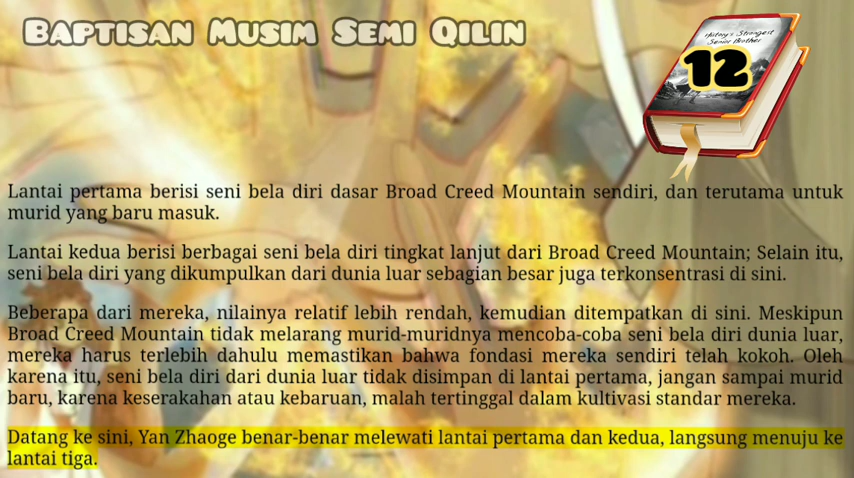 Baptisan Musim Semi Qilin
History's Strangest
Senior Brother
12
Lantai pertama berisi seni bela diri dasar Broad Creed Mountain sendiri, dan terutama untuk
murid yang baru masuk.
Lantai kedua berisi berbagai seni bela diri tingkat lanjut dari Broad Creed Mountain; Selain itu,
seni bela diri yang dikumpulkan dari dunia luar sebagian besar juga terkonsentrasi di sini.
Beberapa dari mereka, nilainya relatif lebih rendah, kemudian ditempatkan di sini. Meskipun
Broad Creed Mountain tidak melarang murid-muridnya mencoba-coba seni bela diri dunia luar,
mereka harus terlebih dahulu memastikan bahwa fondasi mereka sendiri telah kokoh. Oleh
karena itu, seni bela diri dari dunia luar tidak disimpan di lantai pertama, jangan sampai murid
baru, karena keserakahan atau kebaruan, malah tertinggal dalam kultivasi standar mereka.
Datang ke sini, Yan Zhaoge benar-benar melewati lantai pertama dan kedua, langsung menuju ke
lantai tiga.